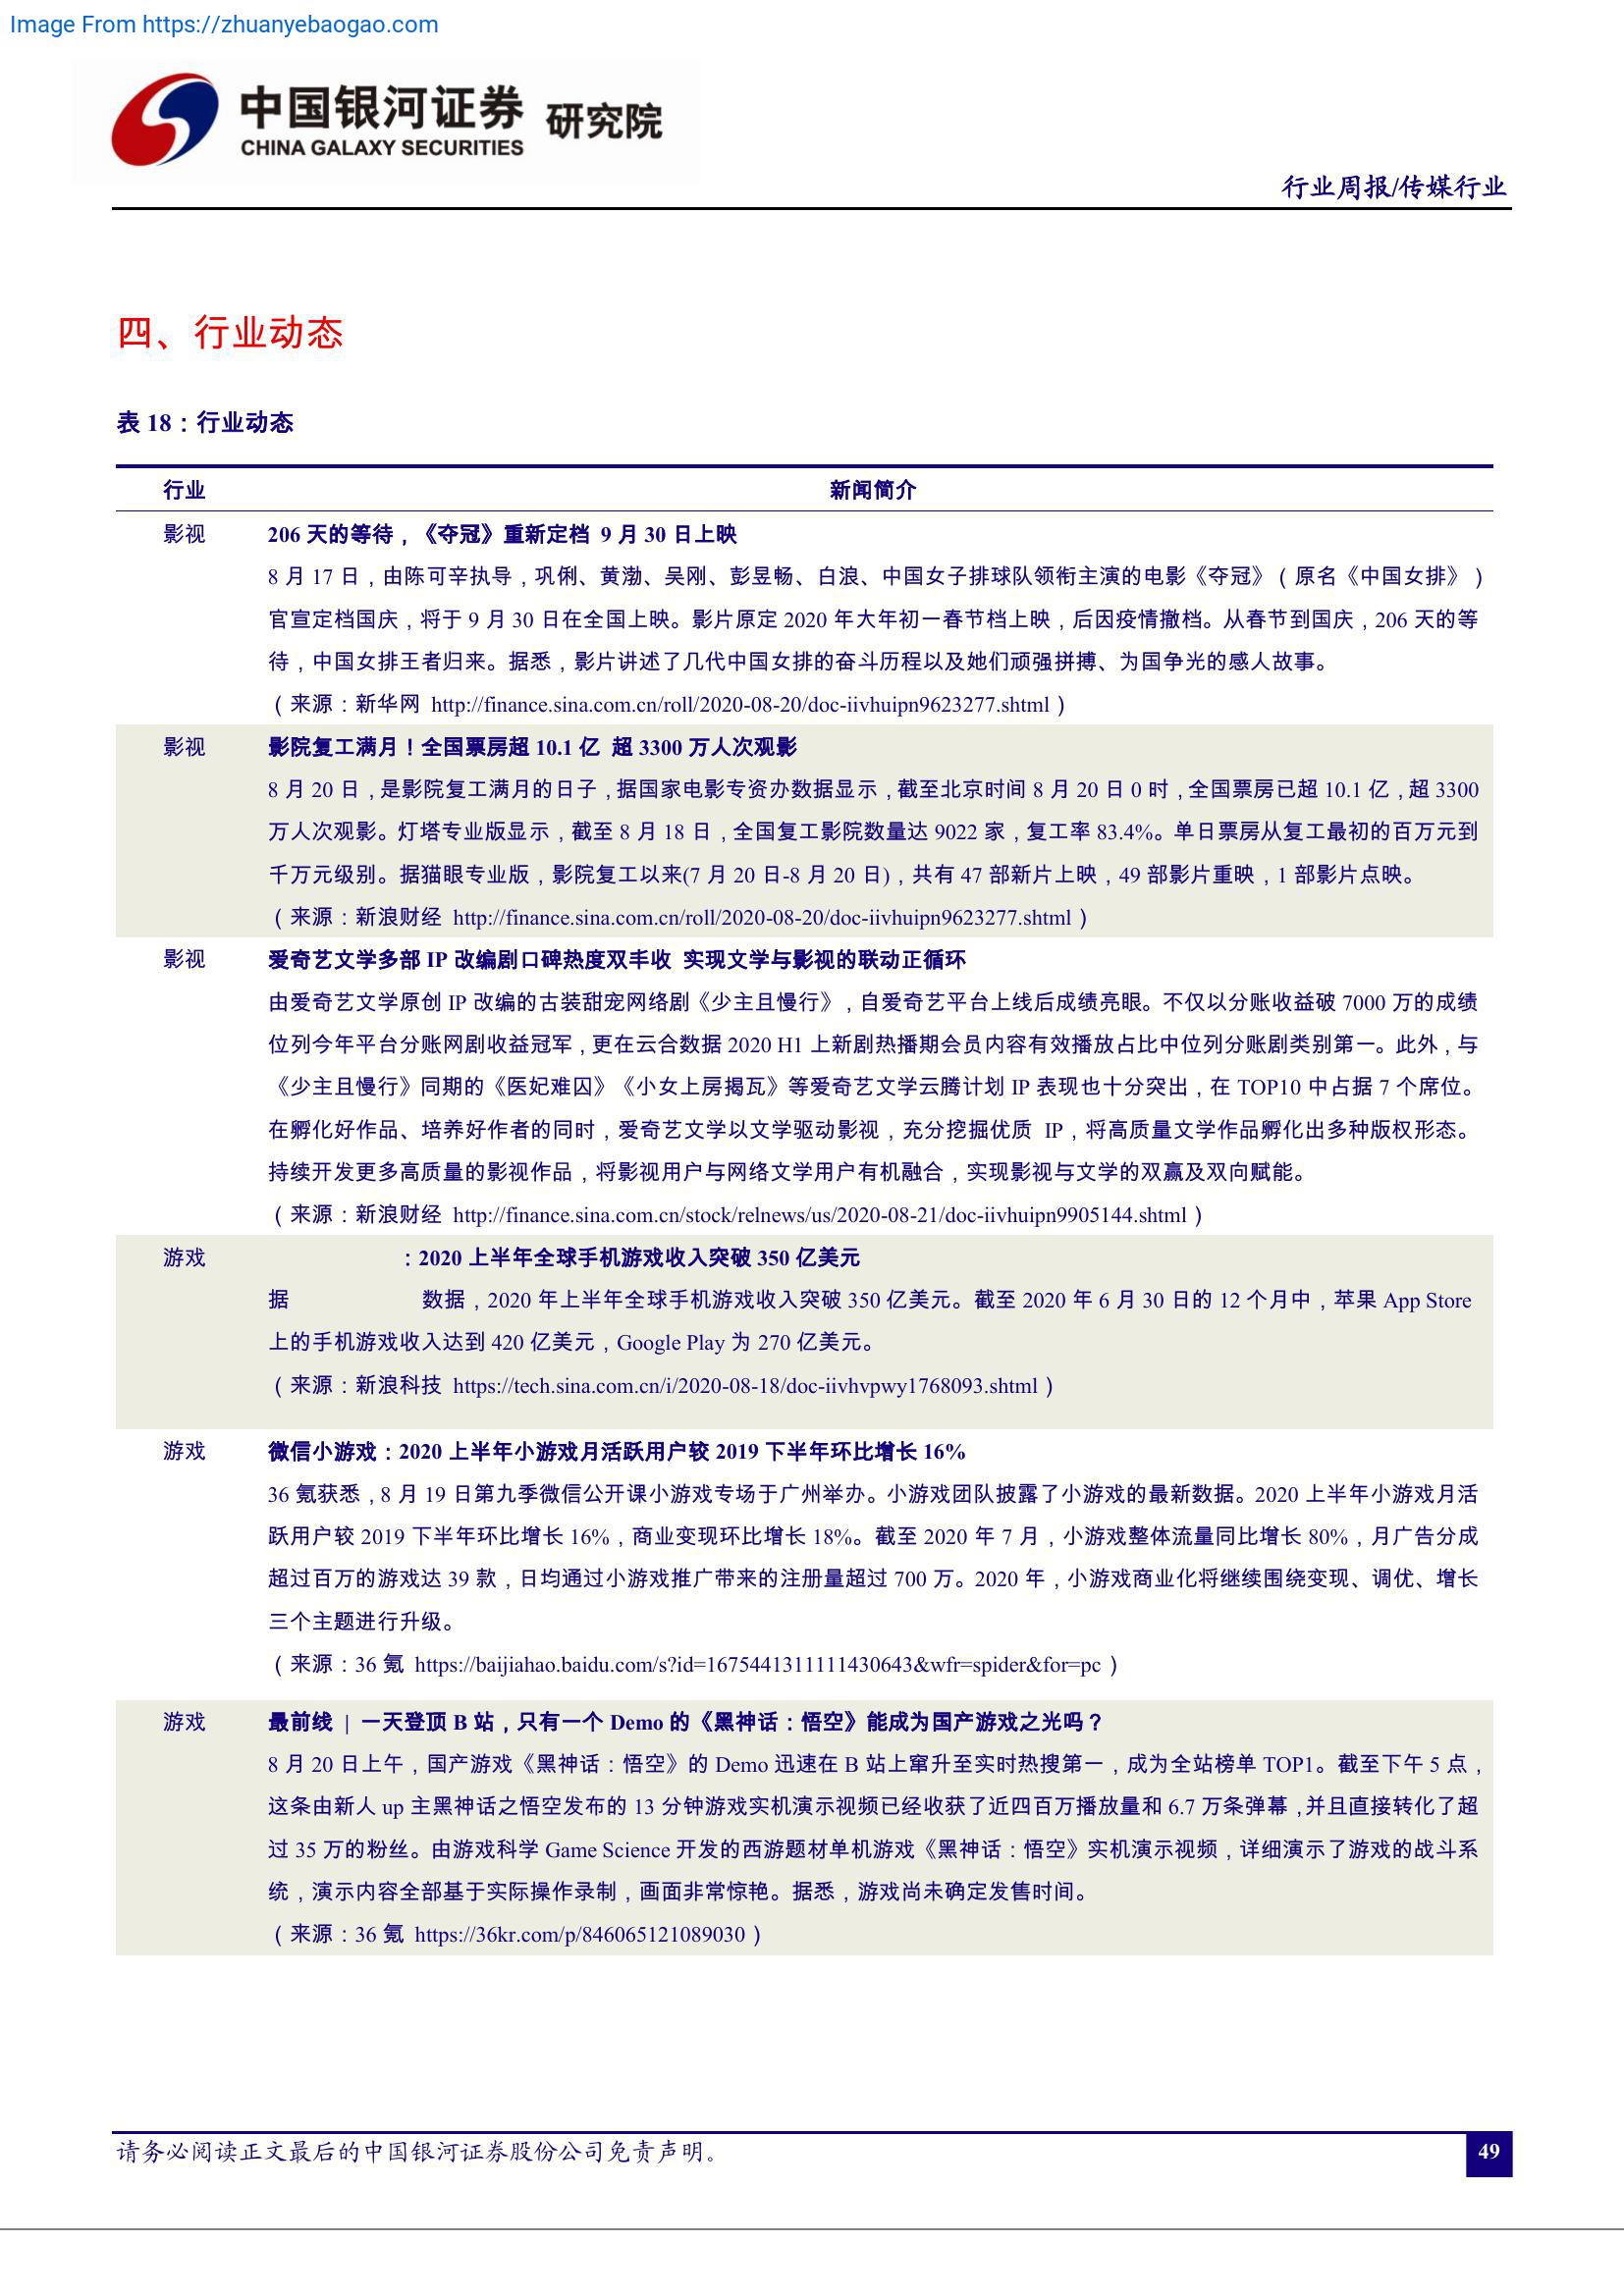 Image From https://zhuanyebaogao.com
中国银河证券 研究院
CHINA GALAXY SECURITIES
行业周报/传媒行业
四、行业动态
表 18：行业动态
行业 新闻简介
影视 206 天的等待，《夺冠》重新定档 9 月 30 日上映
8 月 17 日，由陈可辛执导，巩俐、黄渤、吴刚、彭昱畅、白浪、中国女子排球队领衔主演的电影《夺冠》（原名《中国女排》）
官宣定档国庆，将于 9 月 30 日在全国上映。影片原定 2020 年大年初一春节档上映，后因疫情撤档。从春节到国庆，206 天的等
待，中国女排王者归来。据悉，影片讲述了几代中国女排的奋斗历程以及她们顽强拼搏、为国争光的感人故事。
（来源：新华网 http://finance.sina.com.cn/roll/2020-08-20/doc-iivhuipn9623277.shtml）
影视 影院复工满月！全国票房超 10.1 亿 超 3300 万人次观影
8 月 20 日，是影院复工满月的日子，据国家电影专资办数据显示，截至北京时间 8 月 20 日 0 时，全国票房已超 10.1 亿，超 3300
万人次观影。灯塔专业版显示，截至 8 月 18 日，全国复工影院数量达 9022 家，复工率 83.4%。单日票房从复工最初的百万元到
千万元级别。据猫眼专业版，影院复工以来(7 月 20 日-8 月 20 日)，共有 47 部新片上映，49 部影片重映，1 部影片点映。
（来源：新浪财经 http://finance.sina.com.cn/roll/2020-08-20/doc-iivhuipn9623277.shtml）
影视 爱奇艺文学多部 IP 改编剧口碑热度双丰收 实现文学与影视的联动正循环
由爱奇艺文学原创 IP 改编的古装甜宠网络剧《少主且慢行》，自爱奇艺平台上线后成绩亮眼。不仅以分账收益破 7000 万的成绩
位列今年平台分账网剧收益冠军，更在云合数据 2020 H1 上新剧热播期会员内容有效播放占比中位列分账剧类别第一。此外，与
《少主且慢行》同期的《医妃难囚》《小女上房揭瓦》等爱奇艺文学云腾计划 IP 表现也十分突出，在 TOP10 中占据 7 个席位。
在孵化好作品、培养好作者的同时，爱奇艺文学以文学驱动影视，充分挖掘优质 IP，将高质量文学作品孵化出多种版权形态。
持续开发更多高质量的影视作品，将影视用户与网络文学用户有机融合，实现影视与文学的双赢及双向赋能。
（来源：新浪财经 http://finance.sina.com.cn/stock/relnews/us/2020-08-21/doc-iivhuipn9905144.shtml）
游戏 ：2020 上半年全球手机游戏收入突破 350 亿美元
据 数据，2020 年上半年全球手机游戏收入突破 350 亿美元。截至 2020 年 6 月 30 日的 12 个月中，苹果 App Store
上的手机游戏收入达到 420 亿美元，Google Play 为 270 亿美元。
（来源：新浪科技 https://tech.sina.com.cn/i/2020-08-18/doc-iivhvpwy1768093.shtml）
游戏 微信小游戏：2020 上半年小游戏月活跃用户较 2019 下半年环比增长 16%
36 氪获悉，8 月 19 日第九季微信公开课小游戏专场于广州举办。小游戏团队披露了小游戏的最新数据。2020 上半年小游戏月活
跃用户较 2019 下半年环比增长 16%，商业变现环比增长 18%。截至 2020 年 7 月，小游戏整体流量同比增长 80%，月广告分成
超过百万的游戏达 39 款，日均通过小游戏推广带来的注册量超过 700 万。2020 年，小游戏商业化将继续围绕变现、调优、增长
三个主题进行升级。
（来源：36 氪 https://baijiahao.baidu.com/s?id=1675441311111430643&wfr=spider&for=pc）
游戏 最前线 | 一天登顶 B 站，只有一个 Demo 的《黑神话：悟空》能成为国产游戏之光吗？
8 月 20 日上午，国产游戏《黑神话：悟空》的 Demo 迅速在 B 站上窜升至实时热搜第一，成为全站榜单 TOP1。截至下午 5 点，
这条由新人 up 主黑神话之悟空发布的 13 分钟游戏实机演示视频已经收获了近四百万播放量和 6.7 万条弹幕，并且直接转化了超
过 35 万的粉丝。由游戏科学 Game Science 开发的西游题材单机游戏《黑神话：悟空》实机演示视频，详细演示了游戏的战斗系
统，演示内容全部基于实际操作录制，画面非常惊艳。据悉，游戏尚未确定发售时间。
（来源：36 氪 https://36kr.com/p/846065121089030）
请务必阅读正文最后的中国银河证券股份公司免责声明。
49